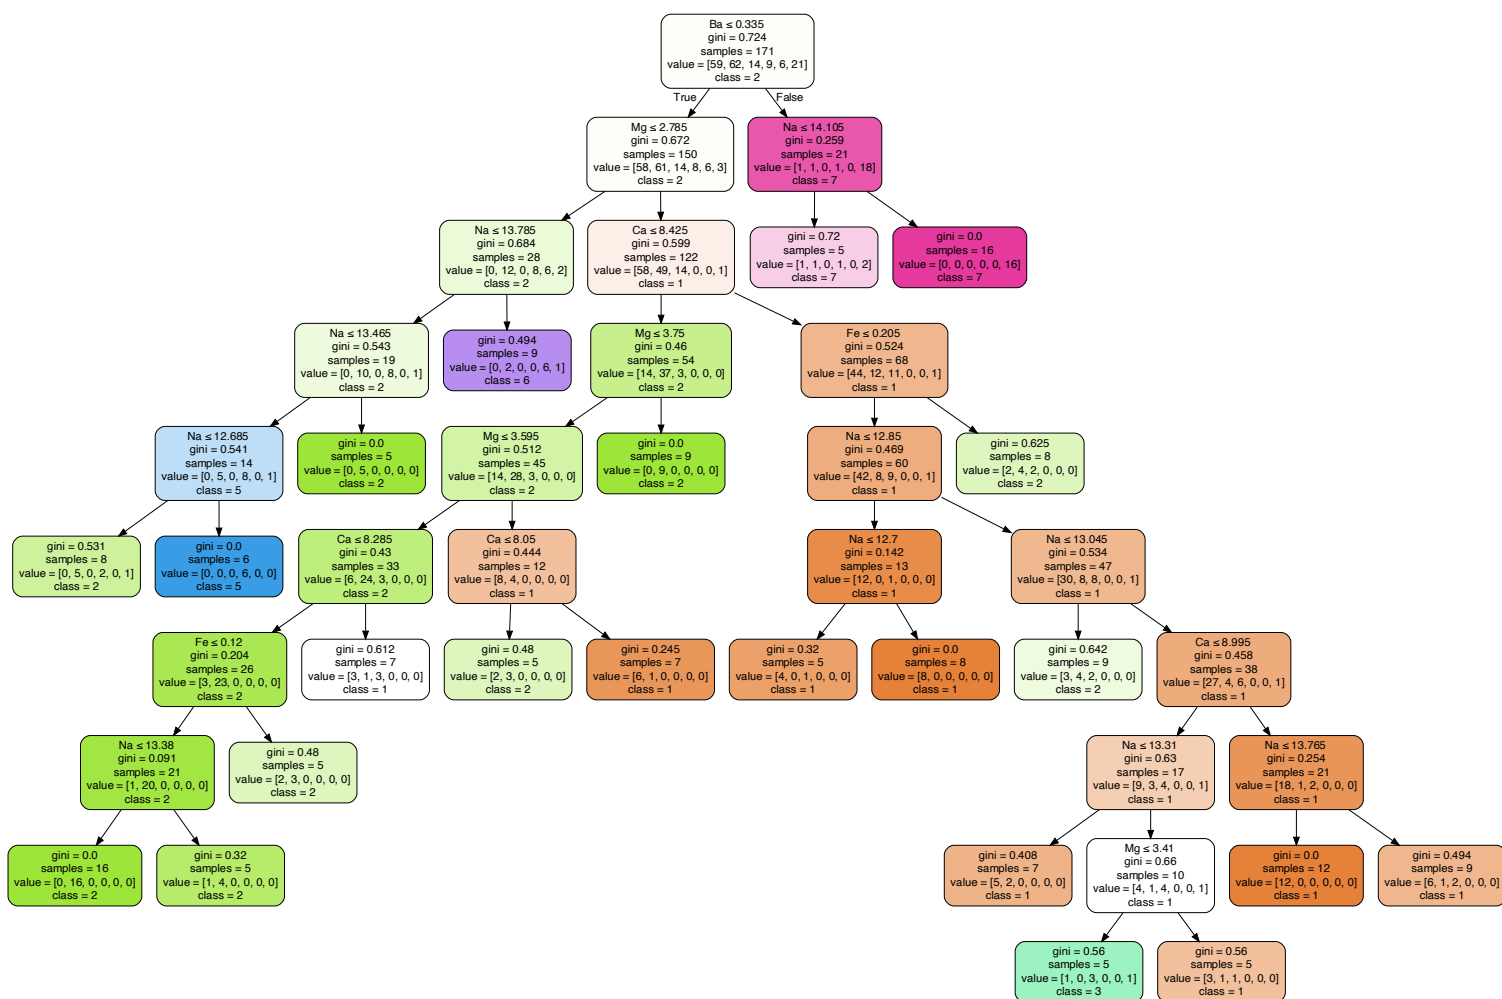 Ba ≤ 0.335
gini = 0.724
samples = 171
value = [59, 62, 14, 9, 6, 21]
class = 2
True
False
Mg ≤ 2.785
gini = 0.672
samples = 150
value = [58, 61, 14, 8, 6, 3]
class = 2
Na ≤ 14.105
gini = 0.259
samples = 21
value = [1, 1, 0, 1, 0, 18]
class = 7
Na ≤ 13.785
gini = 0.684
samples = 28
value = [0, 12, 0, 8, 6, 2]
class = 2
Ca ≤ 8.425
gini = 0.599
samples = 122
value = [58, 49, 14, 0, 0, 1]
class = 1
gini = 0.72
samples = 5
value = [1, 1, 0, 1, 0, 2]
class = 7
gini = 0.0
samples = 16
value = [0, 0, 0, 0, 0, 16]
class = 7
Na ≤ 13.465
gini = 0.543
samples = 19
value = [0, 10, 0, 8, 0, 1]
class = 2
gini = 0.494
samples = 9
value = [0, 2, 0, 0, 6, 1]
class = 6
Mg ≤ 3.75
gini = 0.46
samples = 54
value = [14, 37, 3, 0, 0, 0]
class = 2
Fe ≤ 0.205
gini = 0.524
samples = 68
value = [44, 12, 11, 0, 0, 1]
class = 1
Na ≤ 12.685
gini = 0.541
samples = 14
value = [0, 5, 0, 8, 0, 1]
class = 5
gini = 0.0
samples = 5
value = [0, 5, 0, 0, 0, 0]
class = 2
Mg ≤ 3.595
gini = 0.512
samples = 45
value = [14, 28, 3, 0, 0, 0]
class = 2
gini = 0.0
samples = 9
value = [0, 9, 0, 0, 0, 0]
class = 2
Na ≤ 12.85
gini = 0.469
samples = 60
value = [42, 8, 9, 0, 0, 1]
class = 1
gini = 0.625
samples = 8
value = [2, 4, 2, 0, 0, 0]
class = 2
gini = 0.531
samples = 8
value = [0, 5, 0, 2, 0, 1]
class = 2
gini = 0.0
samples = 6
value = [0, 0, 0, 6, 0, 0]
class = 5
Ca ≤ 8.285
gini = 0.43
samples = 33
value = [6, 24, 3, 0, 0, 0]
class = 2
Ca ≤ 8.05
gini = 0.444
samples = 12
value = [8, 4, 0, 0, 0, 0]
class = 1
Na ≤ 12.7
gini = 0.142
samples = 13
value = [12, 0, 1, 0, 0, 0]
class = 1
Na ≤ 13.045
gini = 0.534
samples = 47
value = [30, 8, 8, 0, 0, 1]
class = 1
Fe ≤ 0.12
gini = 0.204
samples = 26
value = [3, 23, 0, 0, 0, 0]
class = 2
gini = 0.612
samples = 7
value = [3, 1, 3, 0, 0, 0]
class = 1
gini = 0.48
samples = 5
value = [2, 3, 0, 0, 0, 0]
class = 2
gini = 0.245
samples = 7
value = [6, 1, 0, 0, 0, 0]
class = 1
gini = 0.32
samples = 5
value = [4, 0, 1, 0, 0, 0]
class = 1
gini = 0.0
samples = 8
value = [8, 0, 0, 0, 0, 0]
class = 1
gini = 0.642
samples = 9
value = [3, 4, 2, 0, 0, 0]
class = 2
Ca ≤ 8.995
gini = 0.458
samples = 38
value = [27, 4, 6, 0, 0, 1]
class = 1
Na ≤ 13.38
gini = 0.091
samples = 21
value = [1, 20, 0, 0, 0, 0]
class = 2
gini = 0.48
samples = 5
value = [2, 3, 0, 0, 0, 0]
class = 2
Na ≤ 13.31
gini = 0.63
samples = 17
value = [9, 3, 4, 0, 0, 1]
class = 1
Na ≤ 13.765
gini = 0.254
samples = 21
value = [18, 1, 2, 0, 0, 0]
class = 1
gini = 0.0
samples = 16
value = [0, 16, 0, 0, 0, 0]
class = 2
gini = 0.32
samples = 5
value = [1, 4, 0, 0, 0, 0]
class = 2
gini = 0.408
samples = 7
value = [5, 2, 0, 0, 0, 0]
class = 1
Mg ≤ 3.41
gini = 0.66
samples = 10
value = [4, 1, 4, 0, 0, 1]
class = 1
gini = 0.0
samples = 12
value = [12, 0, 0, 0, 0, 0]
class = 1
gini = 0.494
samples = 9
value = [6, 1, 2, 0, 0, 0]
class = 1
gini = 0.56
samples = 5
value = [1, 0, 3, 0, 0, 1]
class = 3
gini = 0.56
samples = 5
value = [3, 1, 1, 0, 0, 0]
class = 1